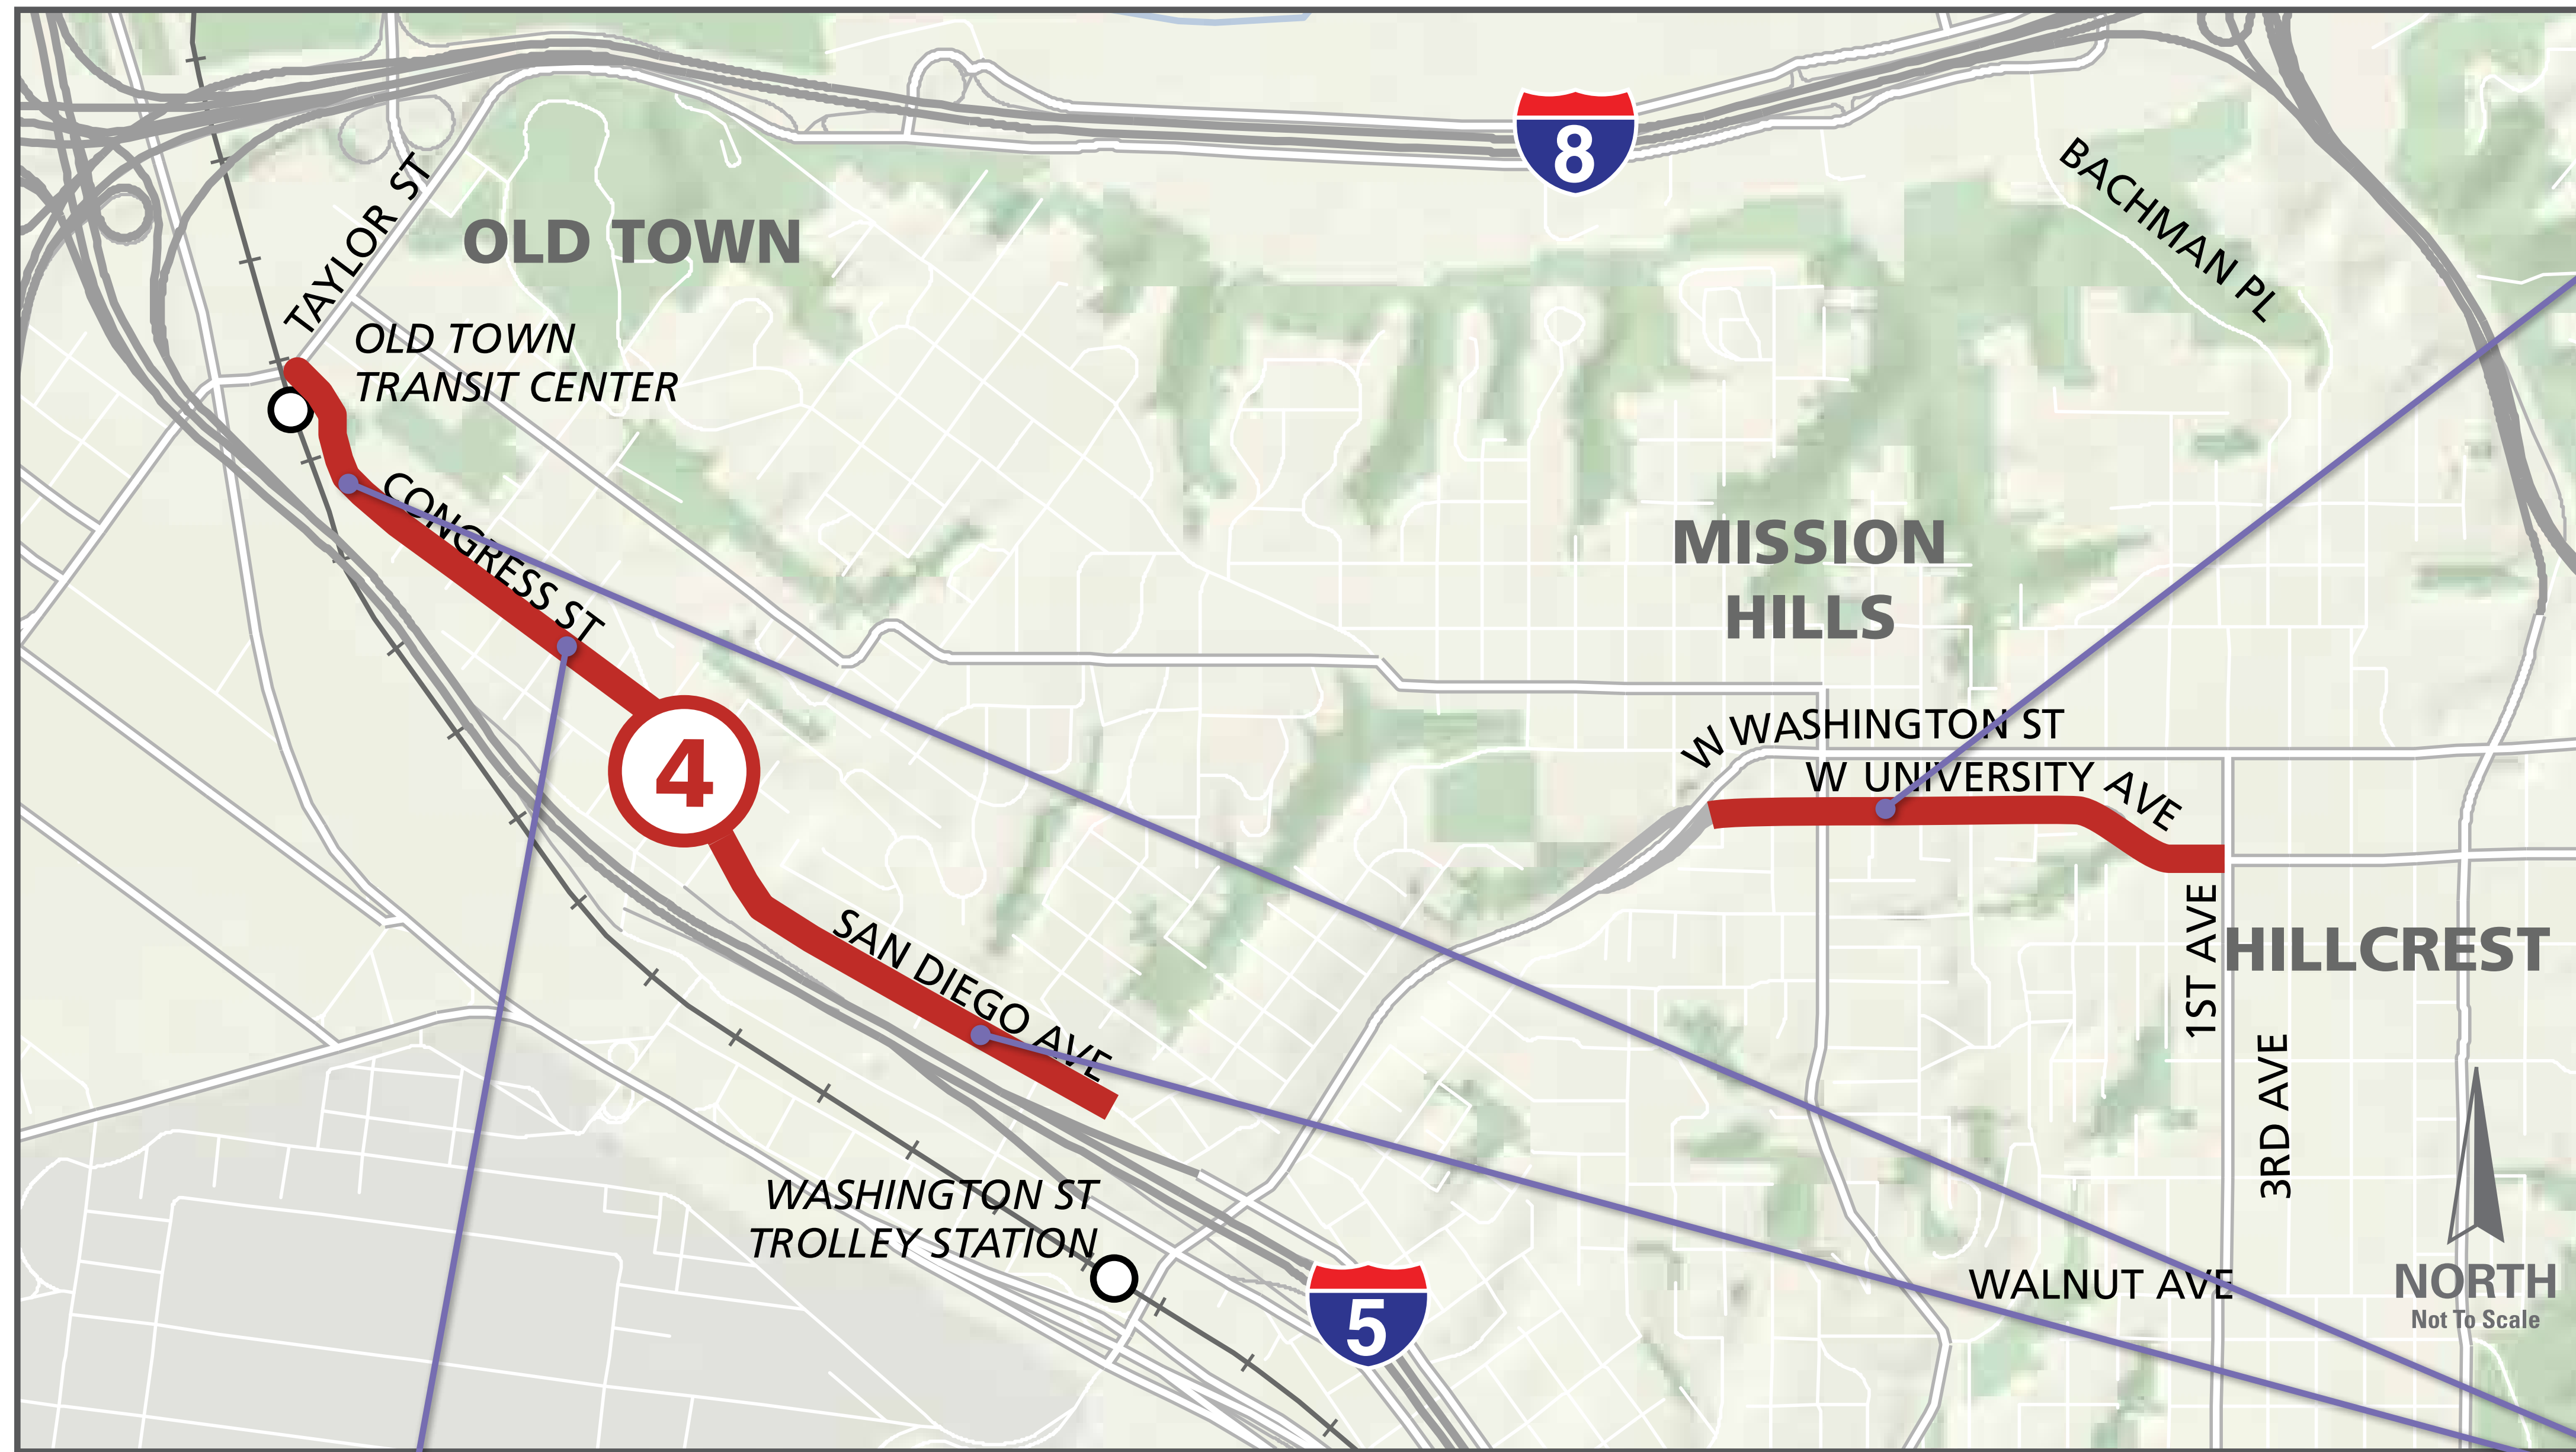 8
BACHMAN PL
TAYLOR ST
OLD TOWN
OLD TOWN
TRANSIT CENTER
CONGRESS ST
MISSION
HILLS
W WASHINGTON ST
W UNIVERSITY AVE
4
SAN DIEGO AVE
1ST AVE
HILLCREST
3RD AVE
WASHINGTON ST
TROLLEY STATION
5
WALNUT AVE
NORTH
Not To Scale